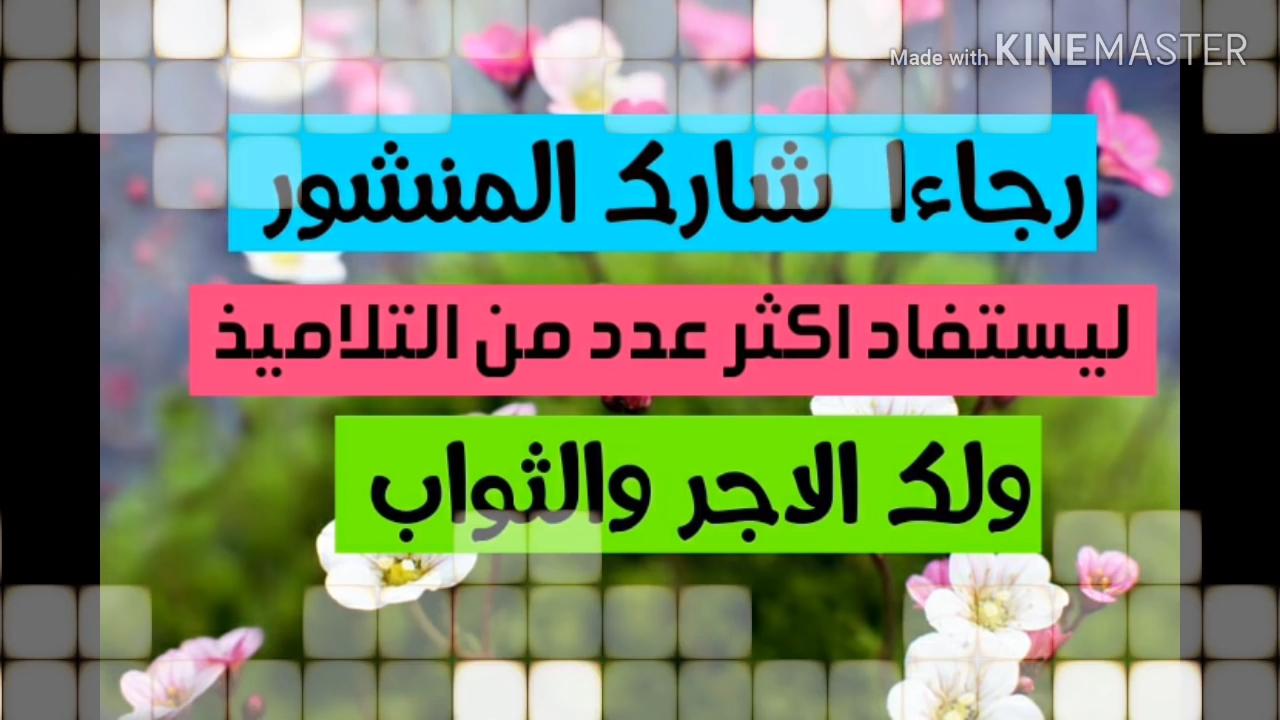 Made with KINEMASTER
رجاءا شارك المنشور
ليستفاد اكثر عدد من التلاميذ
ولك الاجر والثواب